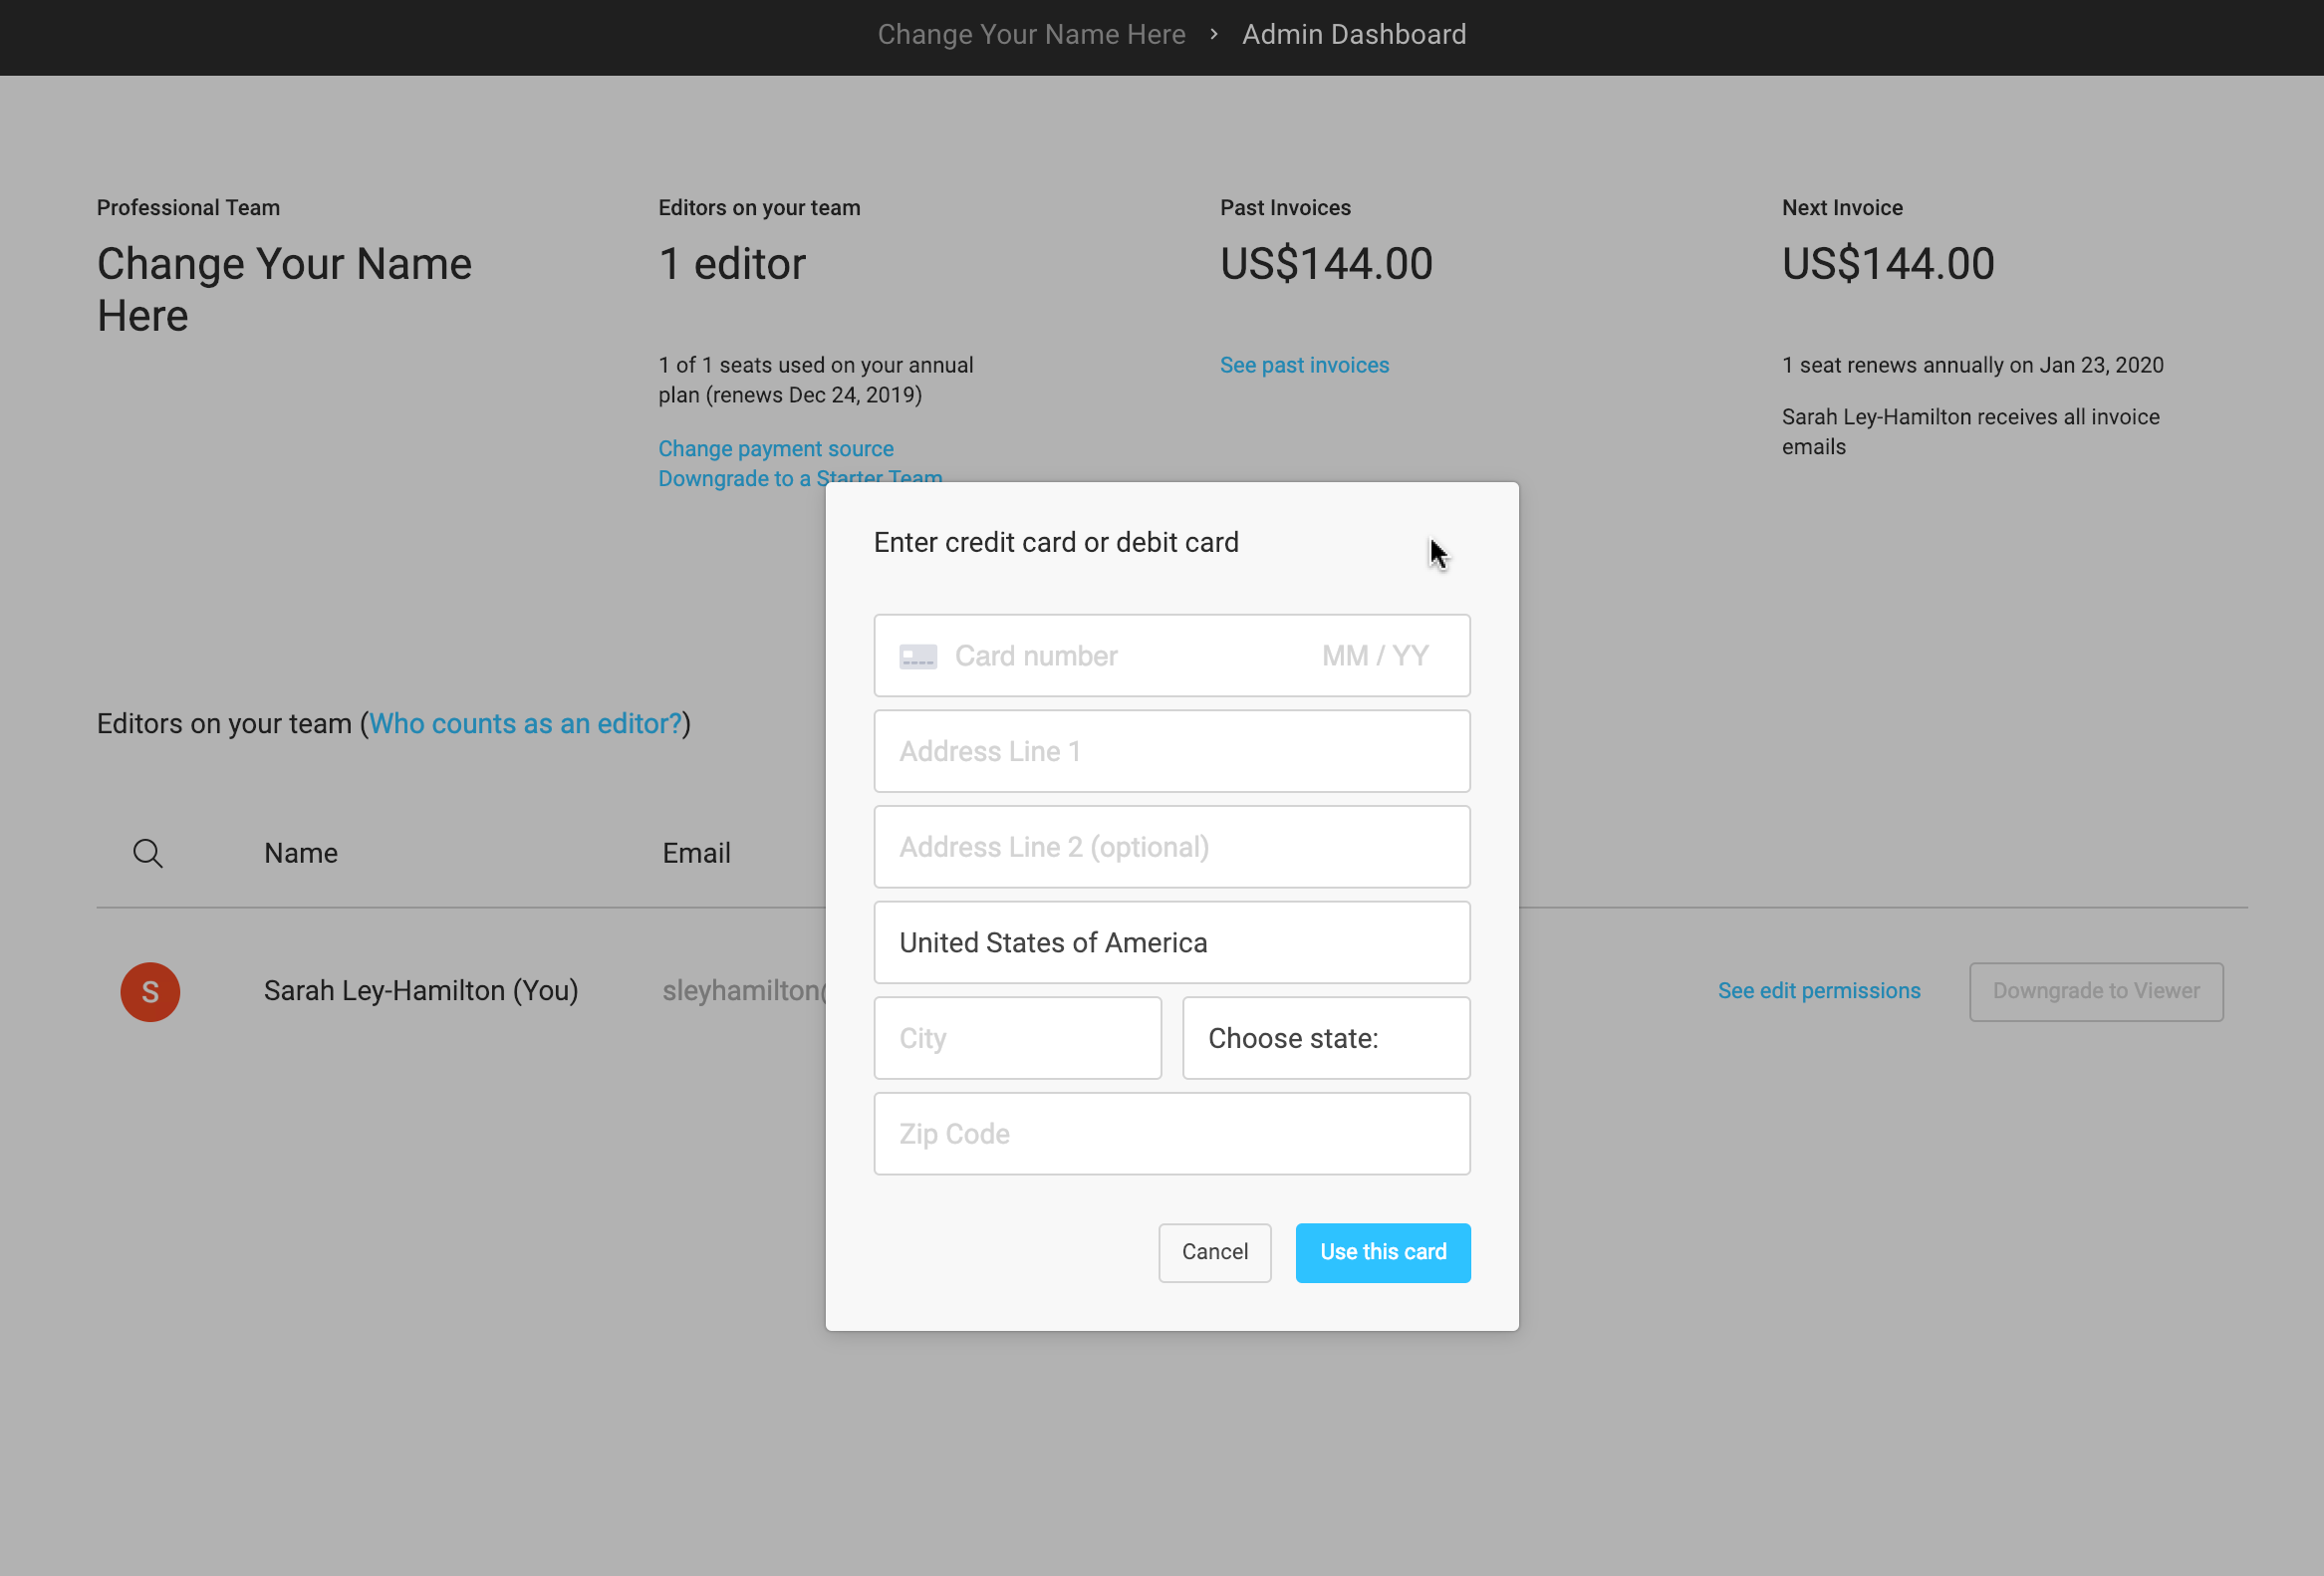 Change Your Name Here › Admin Dashboard
Professional Team
Change Your Name
Here
Editors on your team
1 editor
1 of 1 seats used on your annual
plan (renews Dec 24, 2019)
Change payment source
Downgrade to a Starter Team
Past Invoices
US$144.00
See past invoices
Next Invoice
US$144.00
1 seat renews annually on Jan 23, 2020
Sarah Ley-Hamilton receives all invoice
emails
Enter credit card or debit card
Card number MM / YY
Address Line 1
Address Line 2 (optional)
United States of America
City Choose state:
Zip Code
Cancel Use this card
Editors on your team (Who counts as an editor?)
Name Email
S Sarah Ley-Hamilton (You) sleyhamilton See edit permissions Downgrade to Viewer